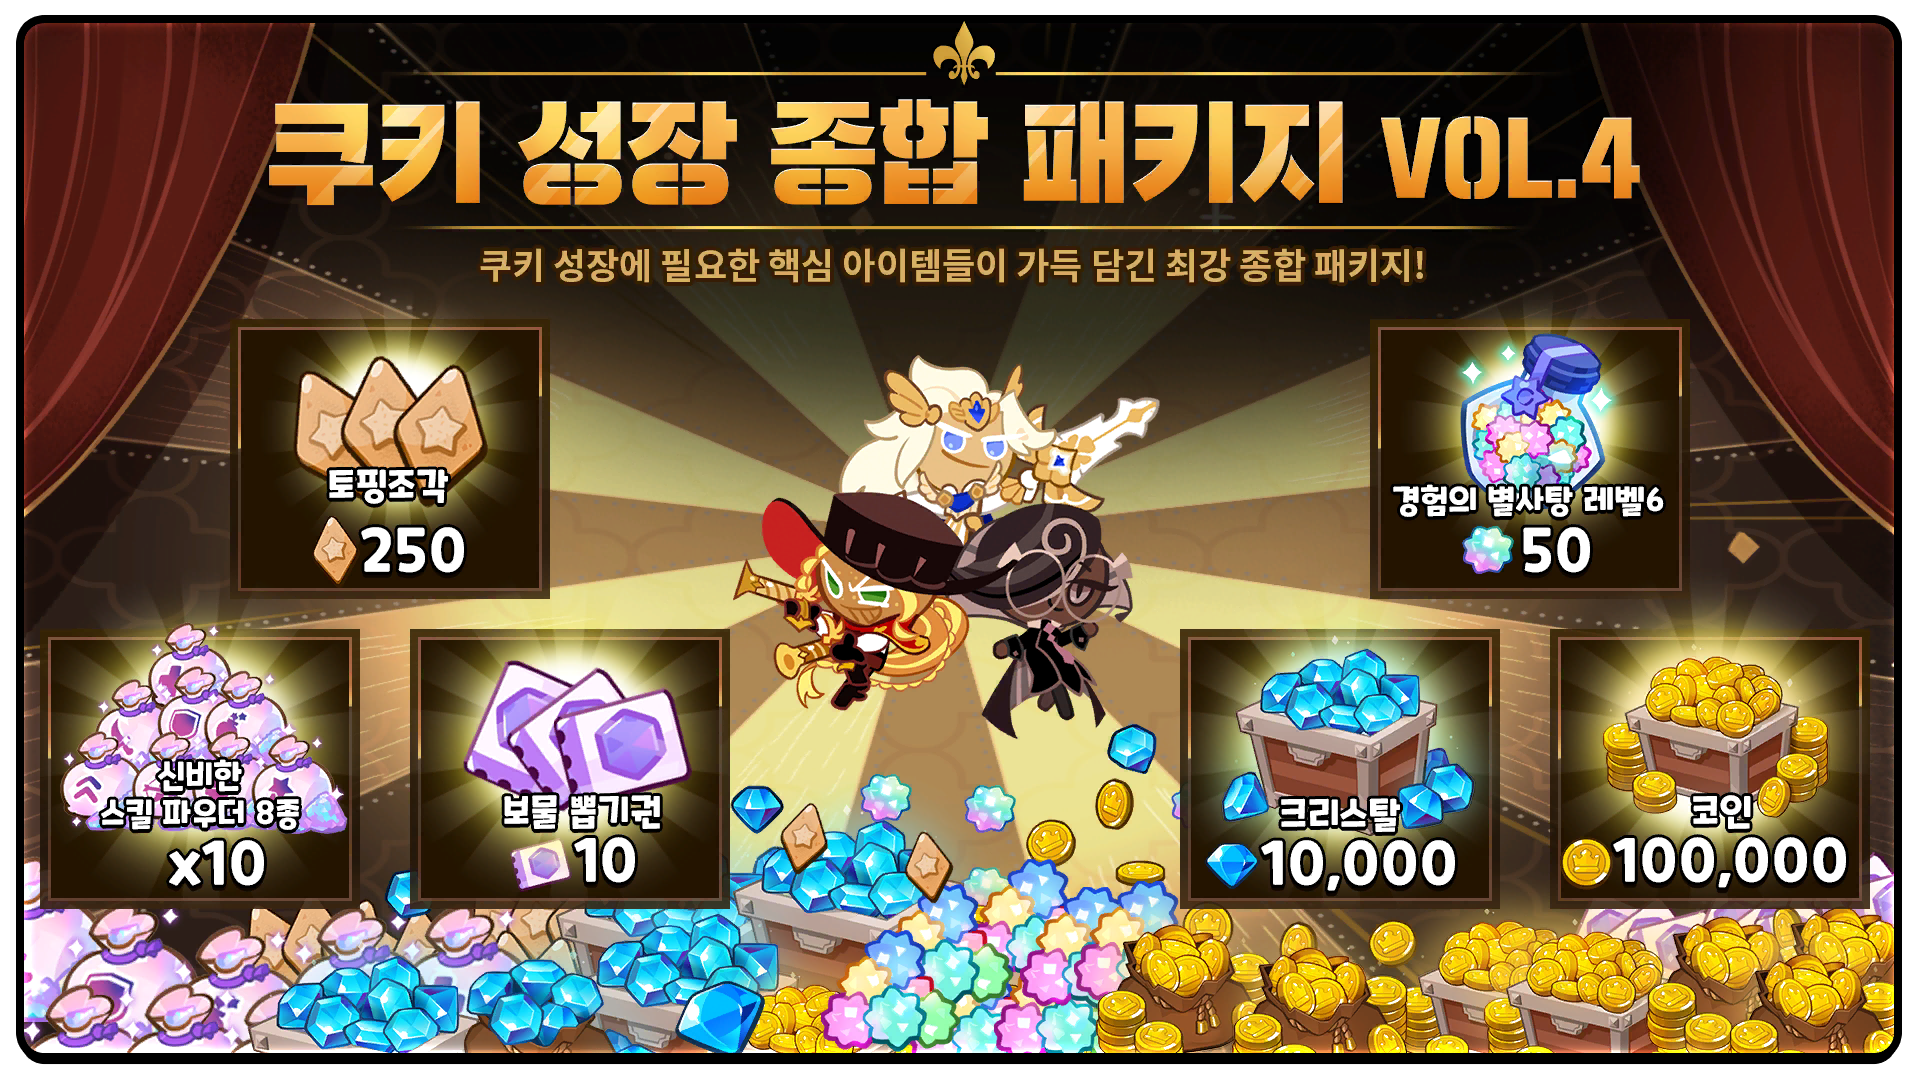 쿠키 성장 종합 패키지 VOL.4
쿠키 성장에 필요한 핵심 아이템들이 가득 담긴 최강 종합 패키지!
토핑조각
250
경험의 별사탕 레벨6
50
신비한
스킬 파우더 8종
x10
보물 뽑기권
10
크리스탈
10,000
코인
100,000